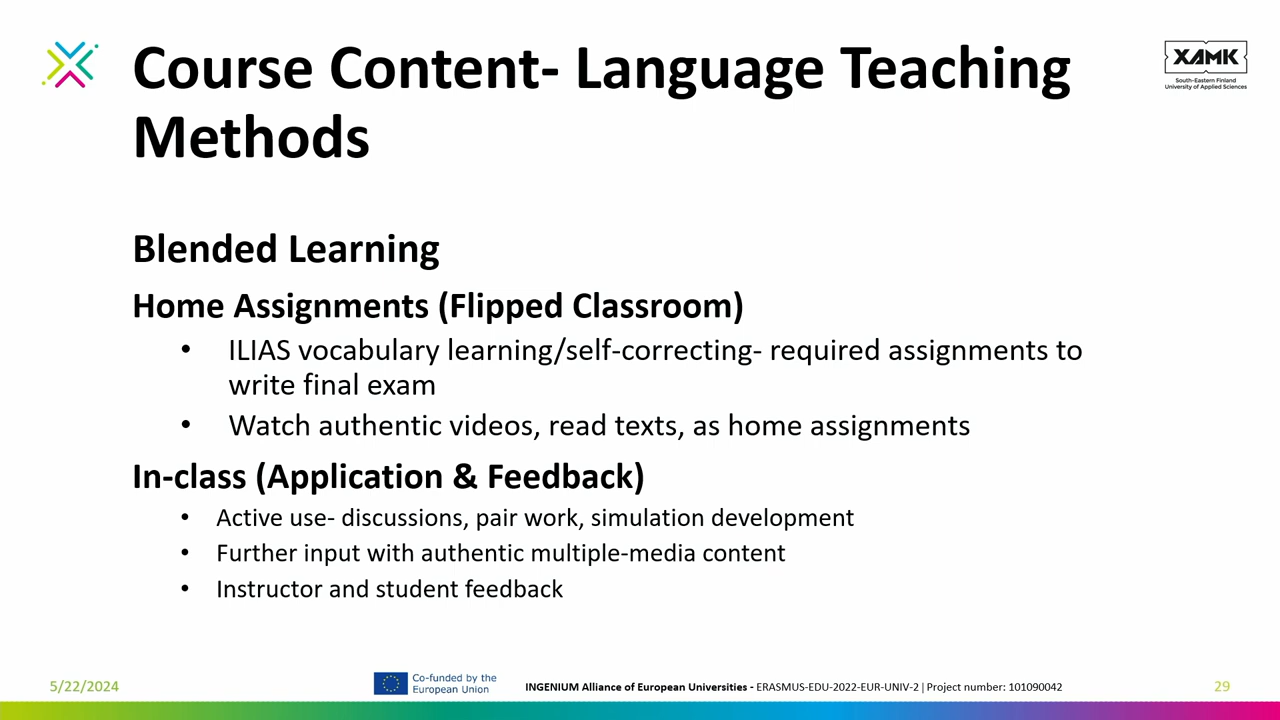 Course Content- Language Teaching
Methods
XAMK
South-Eastern Finland
University of Applied Sciences
Blended Learning
Home Assignments (Flipped Classroom)
• ILIAS vocabulary learning/self-correcting- required assignments to
write final exam
• Watch authentic videos, read texts, as home assignments
In-class (Application & Feedback)
• Active use- discussions, pair work, simulation development
• Further input with authentic multiple-media content
• Instructor and student feedback
5/22/2024
Co-funded by the
European Union
INGENIUM Alliance of European Universities - ERASMUS-EDU-2022-EUR-UNIV-2 | Project number: 101090042
29